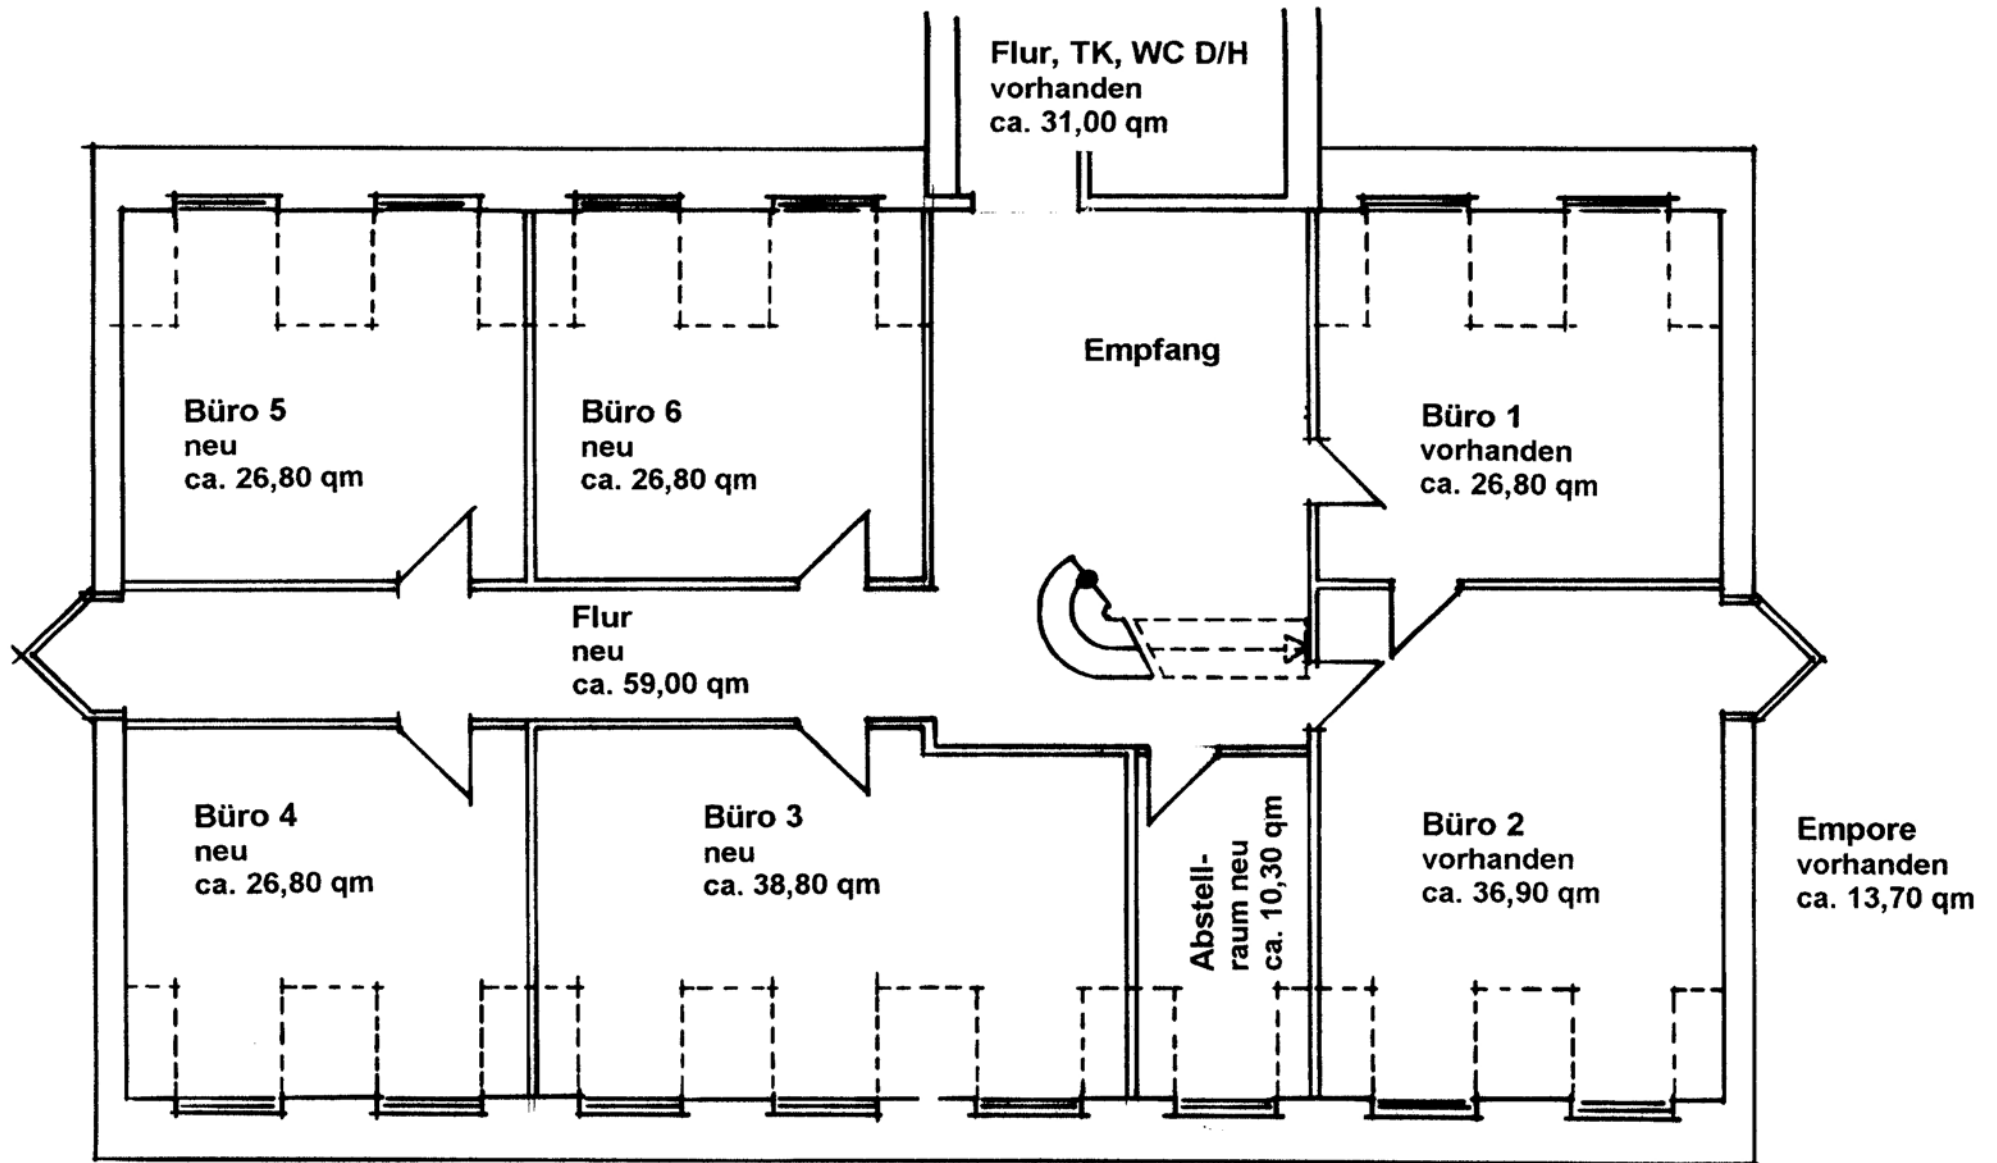 Flur, TK, WC D/H
vorhanden
ca. 31,00 qm
Empfang
Büro 5
neu
ca. 26,80 qm
Büro 6
neu
ca. 26,80 qm
Büro 1
vorhanden
ca. 26,80 qm
Flur
neu
ca. 59,00 qm
Büro 4
neu
ca. 26,80 qm
Büro 3
neu
ca. 38,80 qm
Abstell-
raum neu
ca. 10,30 qm
Büro 2
vorhanden
ca. 36,90 qm
Empore
vorhanden
ca. 13,70 qm